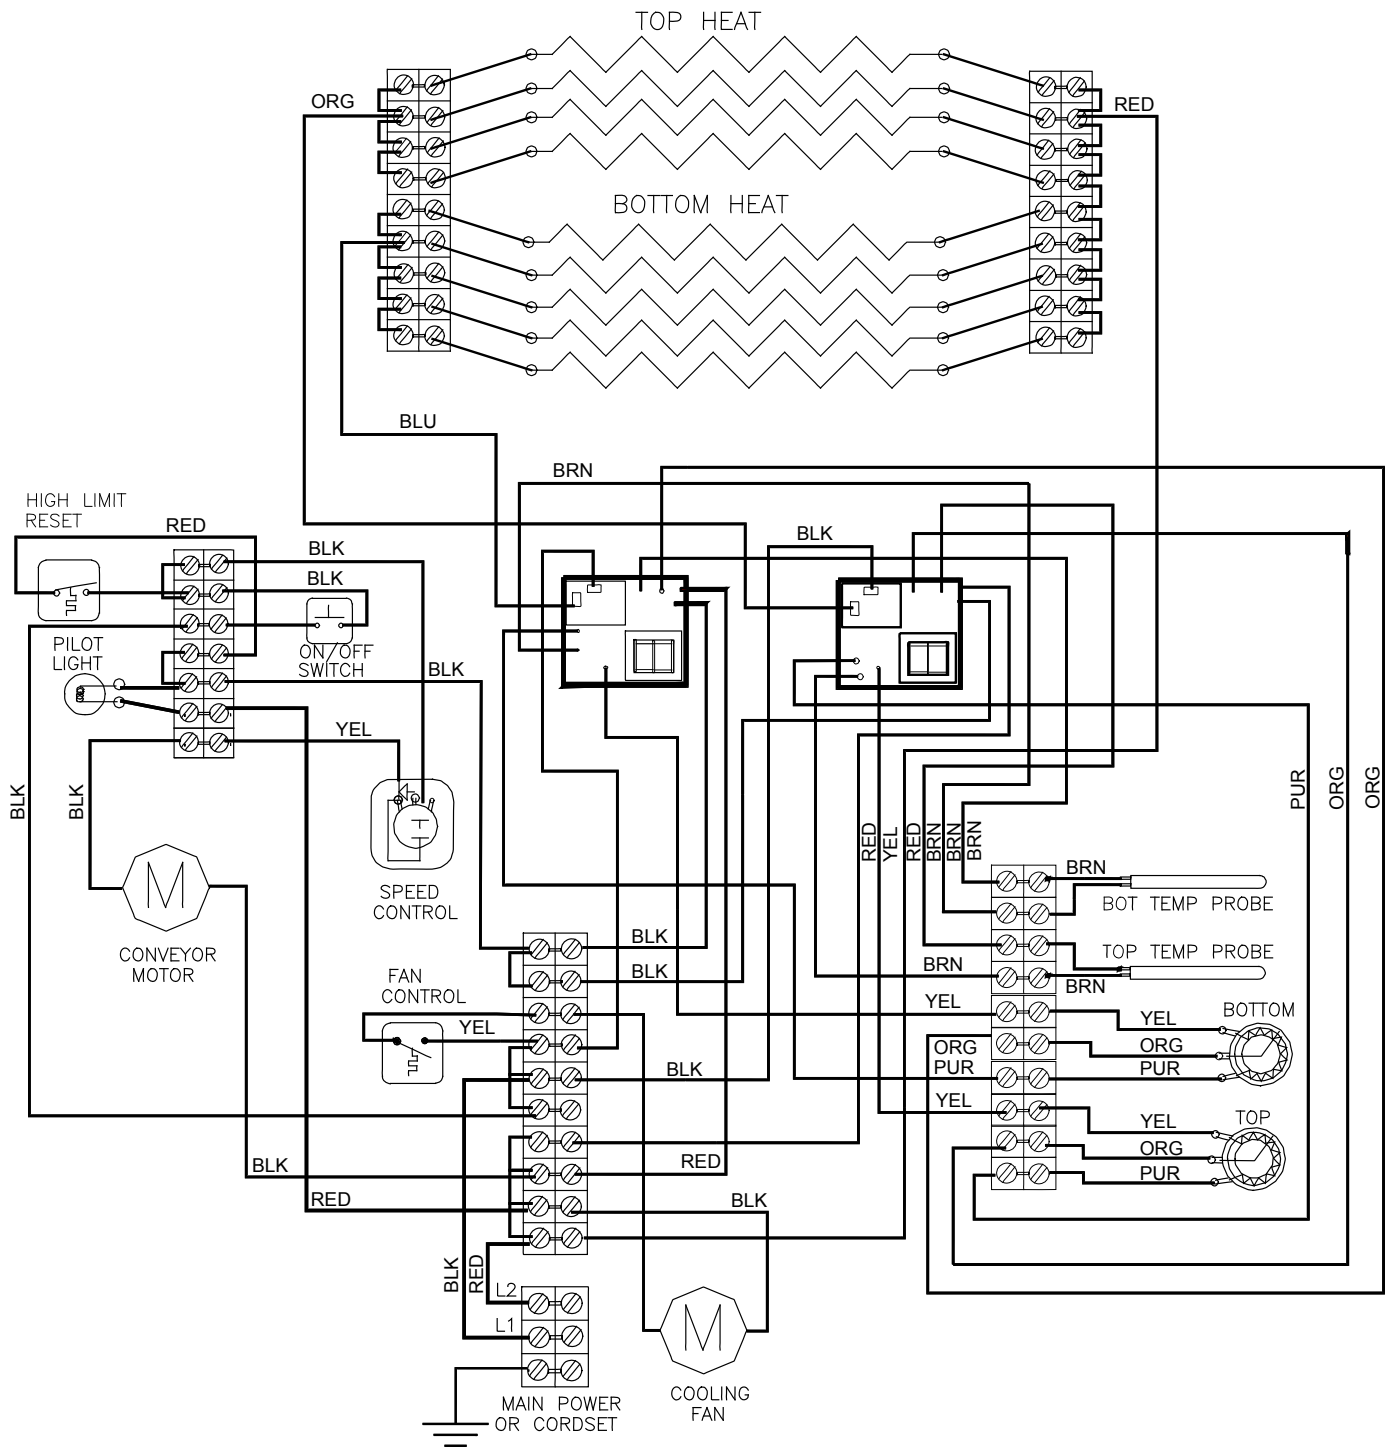 TOP HEAT
ORG
RED
BOTTOM HEAT
BLU
BRN
HIGH LIMIT
RESET
RED
BLK
BLK
BLK
PILOT
LIGHT
ON/OFF
SWITCH
BLK
YEL
BLK
BLK
PUR
ORG
ORG
RED
YEL
RED
BRN
BRN
BRN
SPEED
CONTROL
BRN
BOT TEMP PROBE
CONVEYOR
MOTOR
BLK
TOP TEMP PROBE
BRN
BLK
BRN
FAN
CONTROL
YEL
YEL
BOTTOM
YEL
ORG
ORG
PUR
BLK
PUR
YEL
TOP
YEL
ORG
PUR
RED
BLK
RED
BLK
BLK
RED
L2
L1
MAIN POWER
OR CORDSET
COOLING
FAN